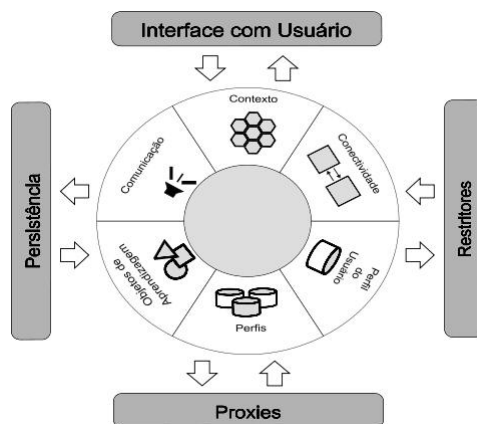 Interface com Usuário
Contexto
Comunicação
Conectividade
Persistência
Restritores
Objetos de
Aprendizagem
Perfil
do
Usuário
Perfis
Proxies